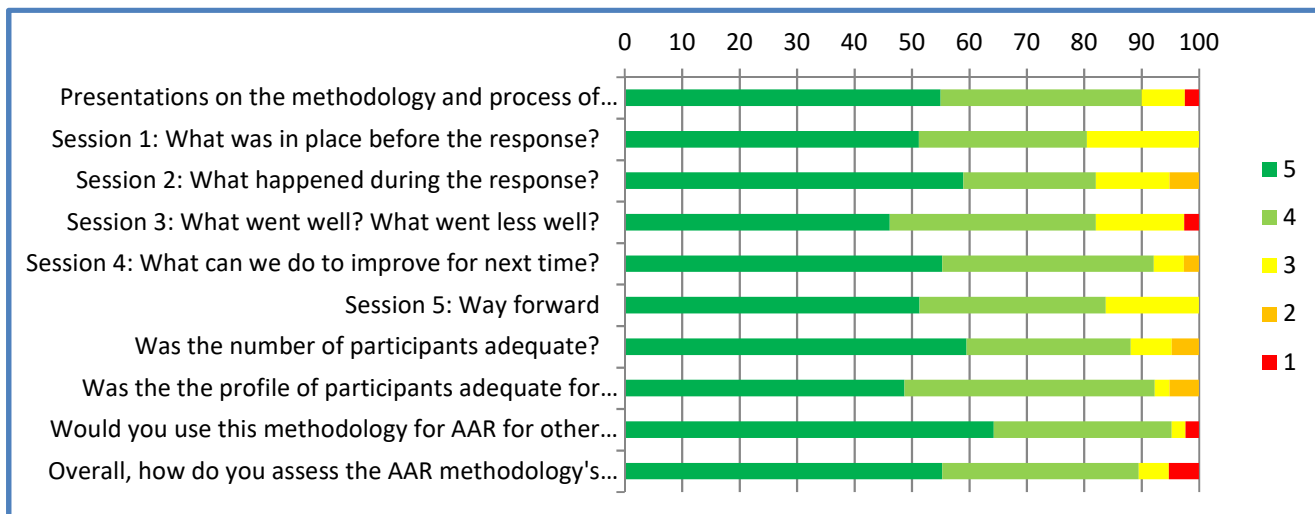 0 10 20 30 40 50 60 70 80 90 100
Presentations on the methodology and process of...
Session 1: What was in place before the response?
Session 2: What happened during the response?
Session 3: What went well? What went less well?
Session 4: What can we do to improve for next time?
Session 5: Way forward
Was the number of participants adequate?
Was the the profile of participants adequate for...
Would you use this methodology for AAR for other...
Overall, how do you assess the AAR methodology's...
5
4
3
2
1